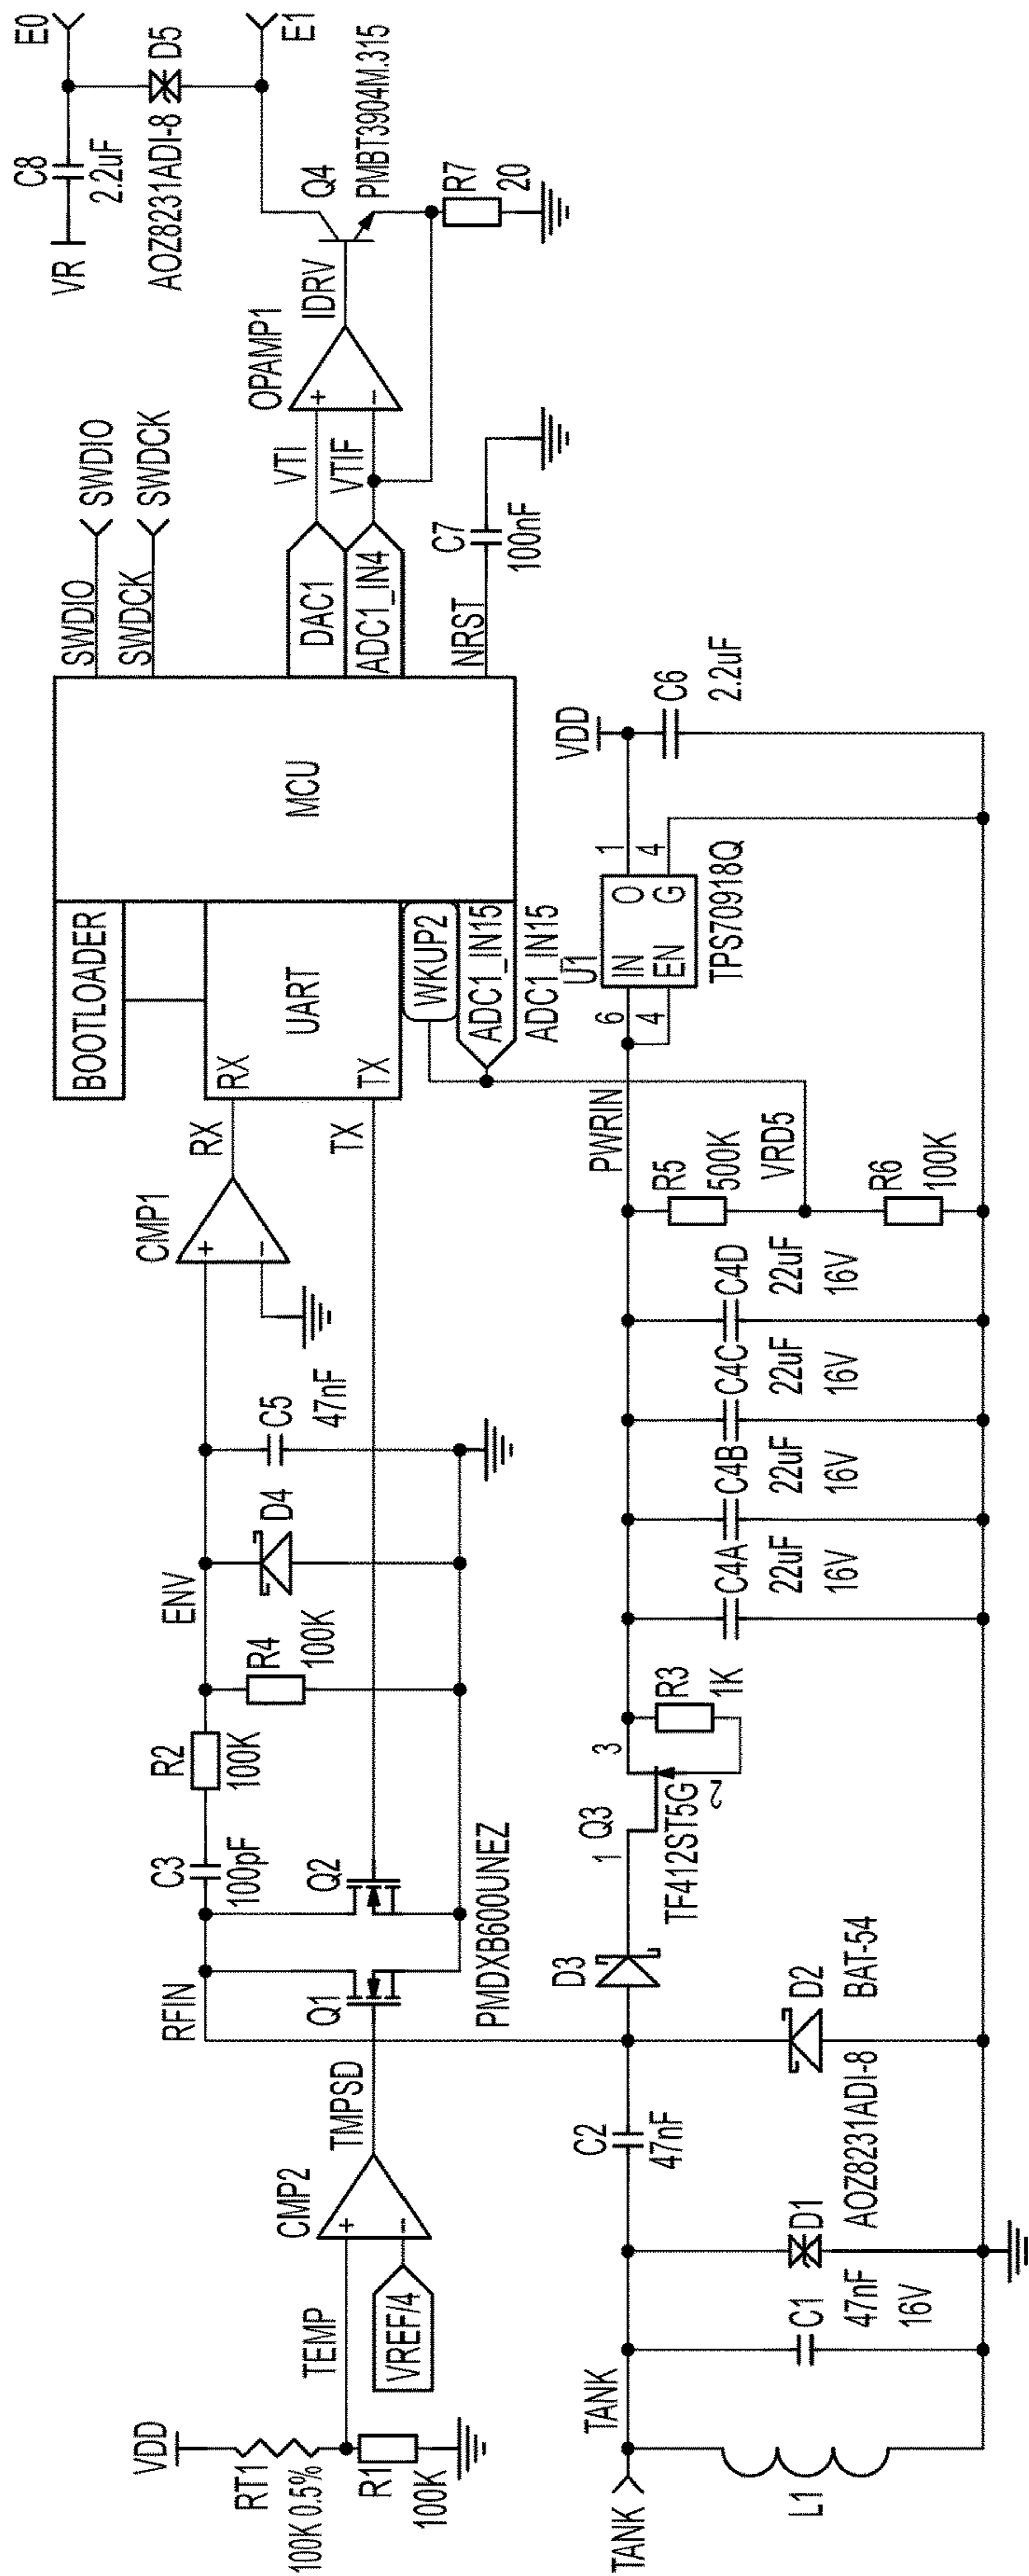 VDD
RT1
100K 0.5%
R1
100K
TEMP
VREF/4
CMP2
+
−
TMPSD
RFIN
Q1
Q2
PMDXB600UNEZ
C3
100pF
R2
100K
R4
100K
ENV
D4
C5
47nF
CMP1
+
−
RX
TX
RX
TX
UART
BOOTLOADER
WKUP2
ADC1_IN15
ADC1_IN15
MCU
SWDIO
SWDCK
SWDIO
SWDCK
DAC1
ADC1_IN4
NRST
C7
100nF
VTI
VTIF
OPAMP1
+
−
IDRV
Q4
PMBT3904M.315
R7
20
VR
C8
2.2uF
AOZ8231ADI-8
D5
E0
E1
TANK
TANK
L1
C1
47nF
16V
D1
AOZ8231ADI-8
C2
47nF
D2
BAT-54
D3
1
Q3
3
2
TF412ST5G
R3
1K
C4A
22uF
16V
C4B
22uF
16V
C4C
22uF
16V
C4D
22uF
16V
R5
500K
VRD5
R6
100K
PWRIN
6
4
U1
IN
O
EN
G
1
4
TPS70918Q
VDD
C6
2.2uF